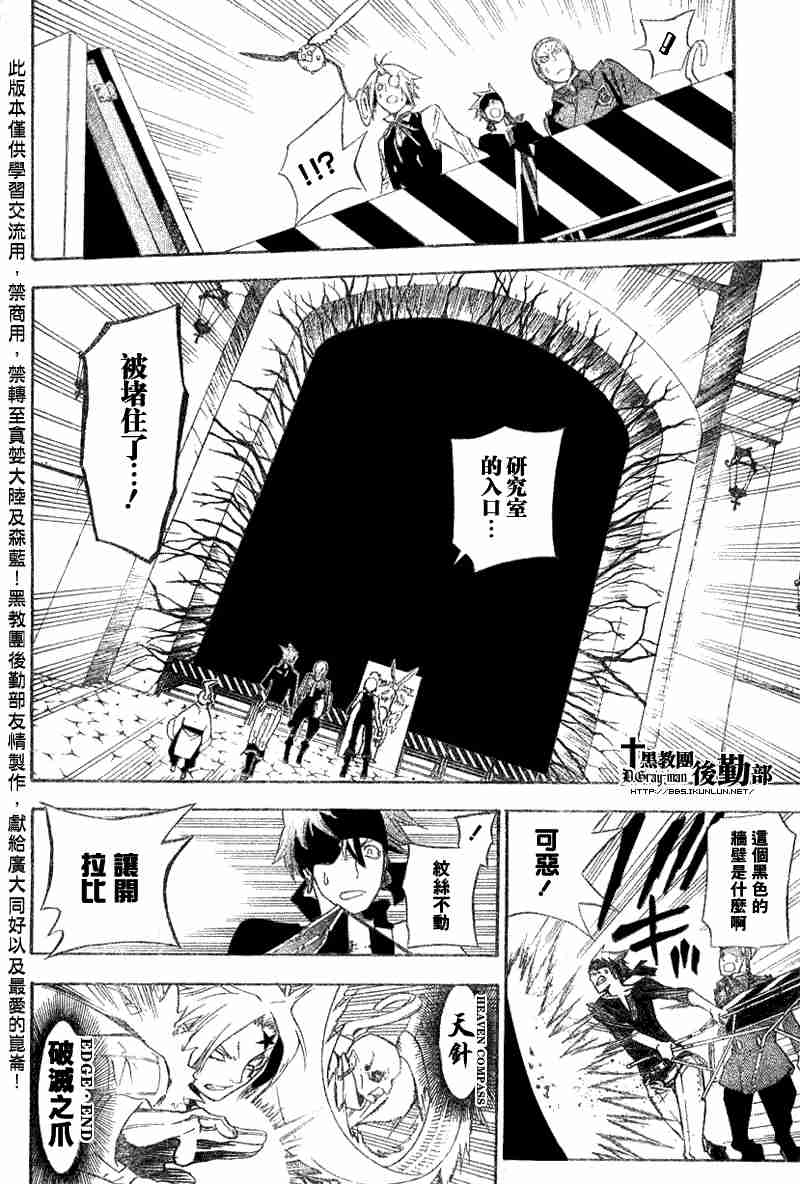 !
!!?
研究室
的入口…
被堵住了…！
✝黑教團
D.Gray-man 後勤部
HTTP://BBS.IKUNLUN.NET/
這個黑色的
牆壁是什麼啊
可惡！
！
紋絲不動
讓開
拉比
HEAVEN COMPASS
天針
EDGE·END
破滅之爪
此版本僅供學習交流用，禁商用，禁轉至貪婪大陸及森藍！黑教團後勤部友情製作，獻給廣大同好以及最愛的崑崙！